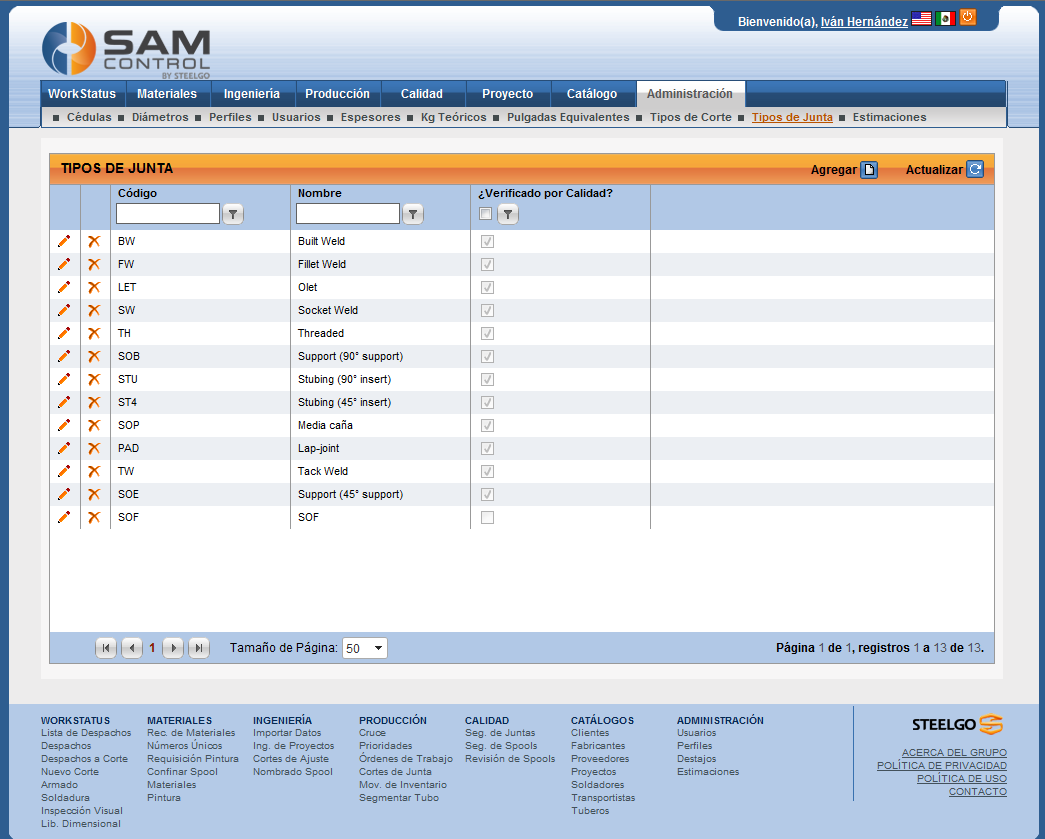 Bienvenido(a), Iván Hernández
SAM
CONTROL
BY STEELGO
WorkStatus Materiales Ingeniería Producción Calidad Proyecto Catálogo Administración
Cédulas Diámetros Perfiles Usuarios Espesores Kg Teóricos Pulgadas Equivalentes Tipos de Corte Tipos de Junta Estimaciones
TIPOS DE JUNTA Agregar Actualizar
Código Nombre ¿Verificado por Calidad?
BW Built Weld
FW Fillet Weld
LET Olet
SW Socket Weld
TH Threaded
SOB Support (90° support)
STU Stubing (90° insert)
ST4 Stubing (45° insert)
SOP Media caña
PAD Lap-joint
TW Tack Weld
SOE Support (45° support)
SOF SOF
1 Tamaño de Página: 50 Página 1 de 1, registros 1 a 13 de 13.
WORKSTATUS
Lista de Despachos
Despachos
Despachos a Corte
Nuevo Corte
Armado
Soldadura
Inspección Visual
Lib. Dimensional
MATERIALES
Rec. de Materiales
Números Únicos
Requisición Pintura
Confinar Spool
Materiales
Pintura
INGENIERÍA
Importar Datos
Ing. de Proyectos
Cortes de Ajuste
Nombrado Spool
PRODUCCIÓN
Cruce
Prioridades
Órdenes de Trabajo
Cortes de Junta
Mov. de Inventario
Segmentar Tubo
CALIDAD
Seg. de Juntas
Seg. de Spools
Revisión de Spools
CATÁLOGOS
Clientes
Fabricantes
Proveedores
Proyectos
Soldadores
Transportistas
Tuberos
ADMINISTRACIÓN
Usuarios
Perfiles
Destajos
Estimaciones
STEELGO
ACERCA DEL GRUPO
POLÍTICA DE PRIVACIDAD
POLÍTICA DE USO
CONTACTO